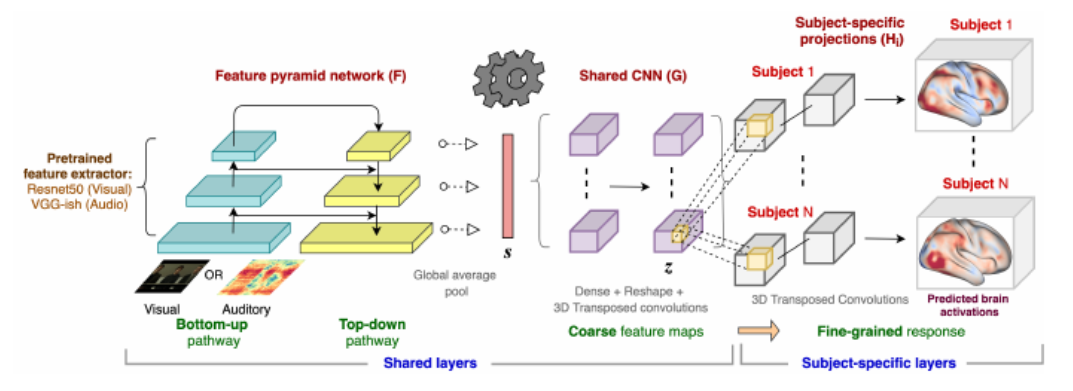 Subject-specific
projections (Hi)
Subject 1
Feature pyramid network (F)
Shared CNN (G)
Subject 1
Pretrained
feature extractor:
Resnet50 (Visual)
VGG-ish (Audio)
Subject N
Subject N
s
z
OR
Visual
Auditory
Global average
pool
Dense + Reshape +
3D Transposed convolutions
3D Transposed Convolutions
Predicted brain
activations
Bottom-up
pathway
Top-down
pathway
Coarse feature maps
Fine-grained response
Shared layers
Subject-specific layers